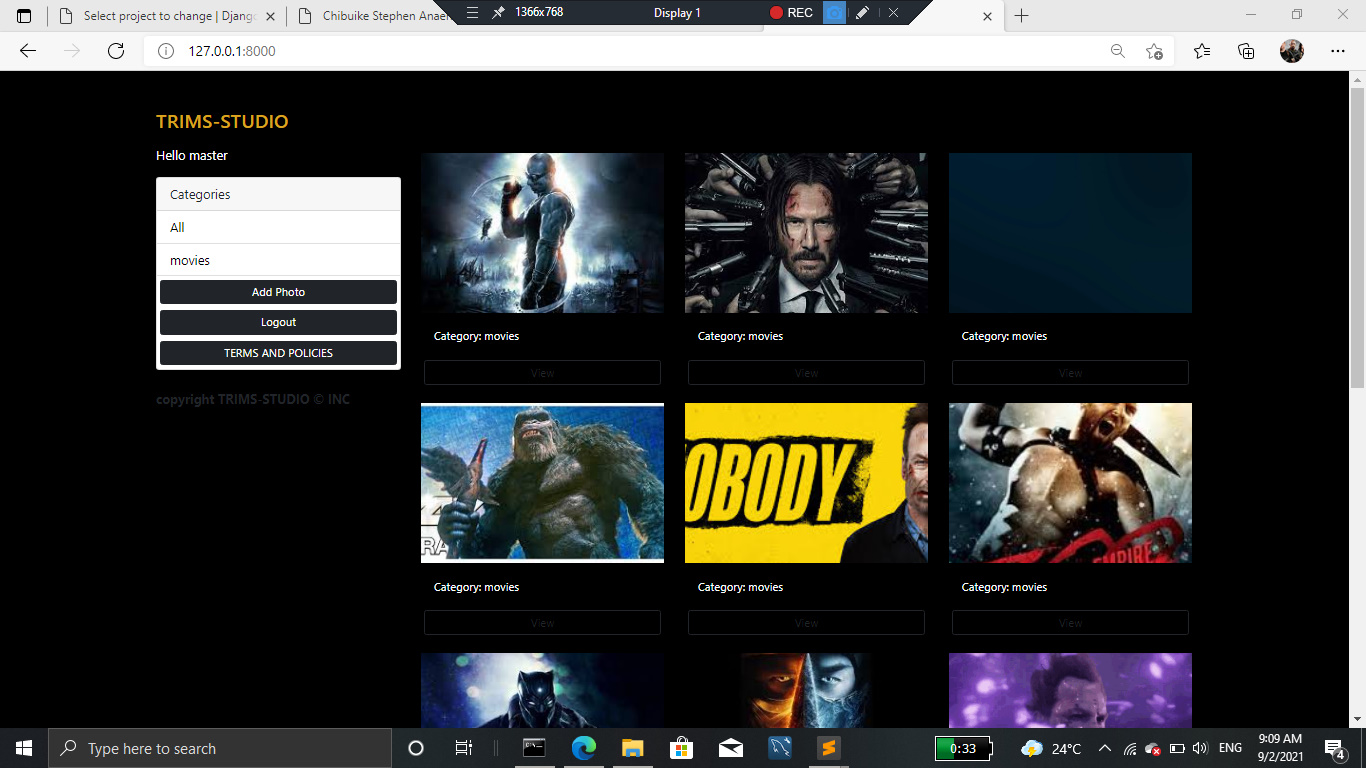 1366x768
Display 1
REC
Select project to change | Djang
Chibuike Stephen Anae
127.0.0.1:8000
TRIMS-STUDIO
Hello master
Categories
All
movies
Add Photo
Logout
TERMS AND POLICIES
copyright TRIMS-STUDIO © INC
Category: movies
Category: movies
Category: movies
View
View
View
OBODY
EMPIRE
Category: movies
Category: movies
Category: movies
View
View
View
Type here to search
0:33
24°C
ENG
9:09 AM
9/2/2021
4